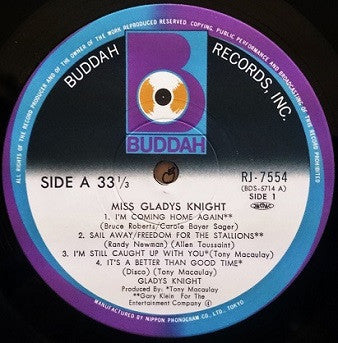 ALL RIGHTS OF THE RECORD PRODUCER AND OF THE OWNER OF THE WORK REPRODUCED RESERVED. COPYING, PUBLIC PERFORMANCE AND BROADCASTING OF THIS RECORD PROHIBITED
BUDDAH RECORDS, INC.
B
BUDDAH
SIDE A 33 1/3
RJ-7554
(BDS-5714 A)
SIDE 1
MISS GLADYS KNIGHT
1. I'M COMING HOME AGAIN**
(Bruce Roberts/Carole Bayer Sager)
2. SAIL AWAY/FREEDOM FOR THE STALLIONS**
(Randy Newman) (Allen Toussaint)
3. I'M STILL CAUGHT UP WITH YOU*(Tony Macaulay)
4. IT'S A BETTER THAN GOOD TIME*
(Disco) (Tony Macaulay)
GLADYS KNIGHT
Produced By: *Tony Macaulay
**Gary Klein For The
Entertainment Company
MANUFACTURED BY NIPPON PHONOGRAM CO., LTD. TOKYO